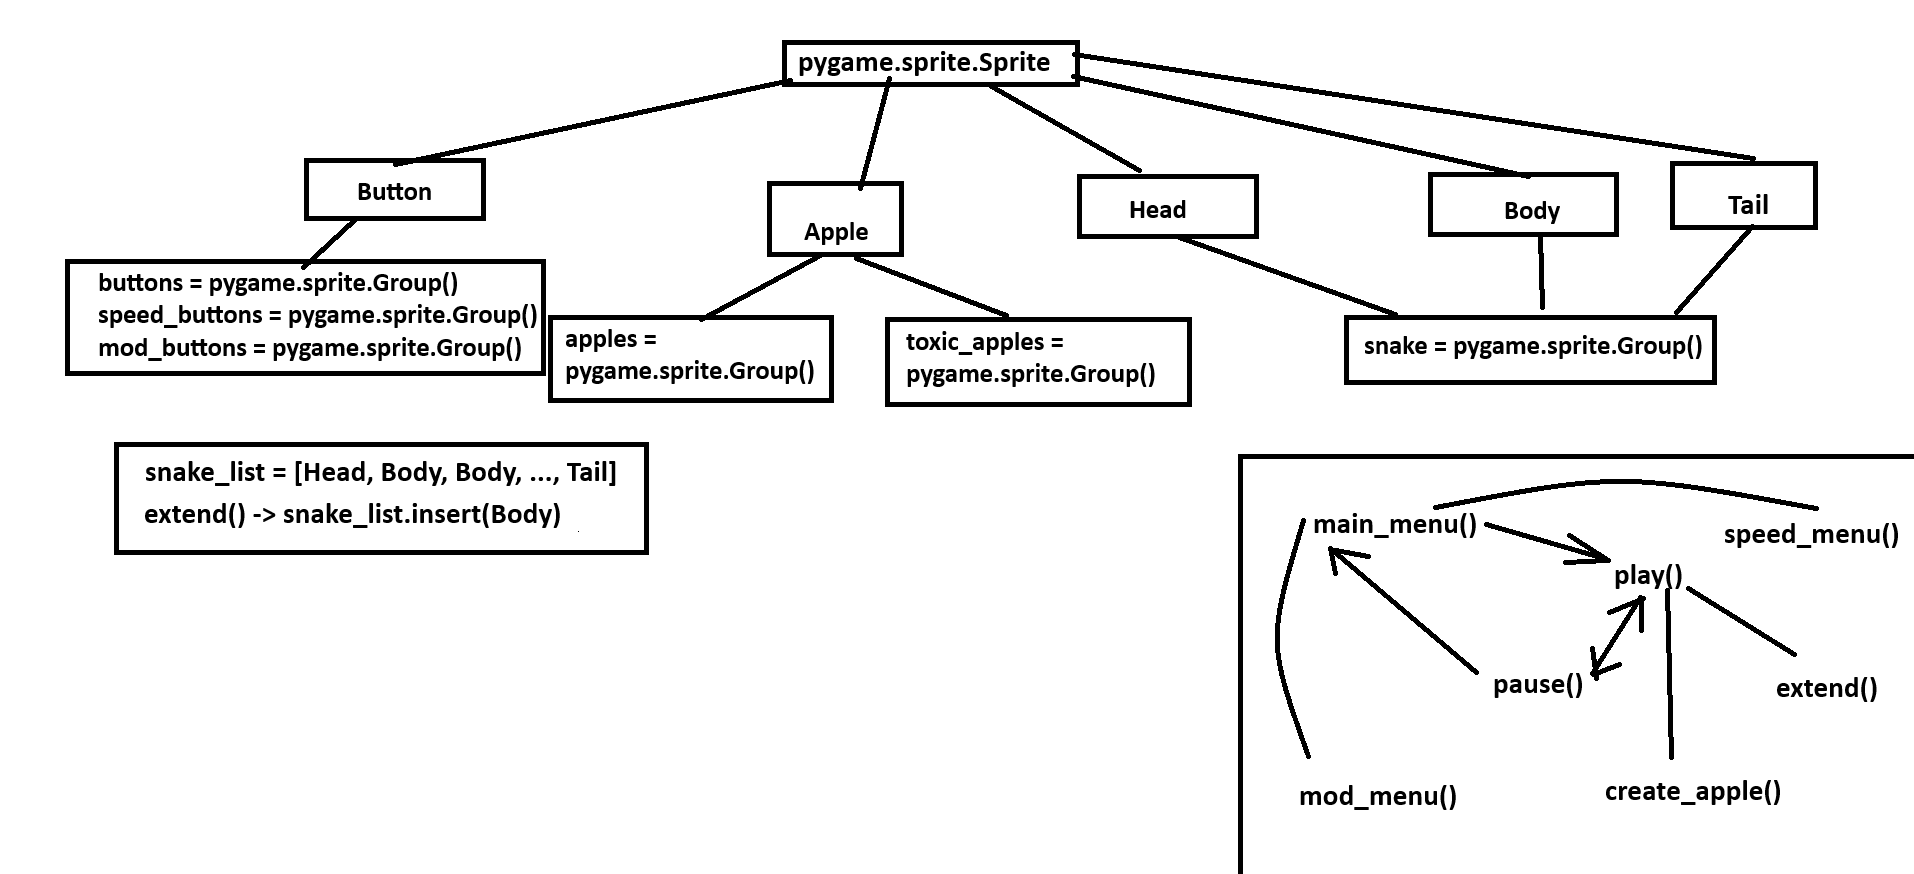 pygame.sprite.Sprite
Button
Apple
Head
Body
Tail
buttons = pygame.sprite.Group()
speed_buttons = pygame.sprite.Group()
mod_buttons = pygame.sprite.Group()
apples =
pygame.sprite.Group()
toxic_apples =
pygame.sprite.Group()
snake = pygame.sprite.Group()
snake_list = [Head, Body, Body, ..., Tail]
extend() -> snake_list.insert(Body)
main_menu()
speed_menu()
play()
pause()
extend()
mod_menu()
create_apple()